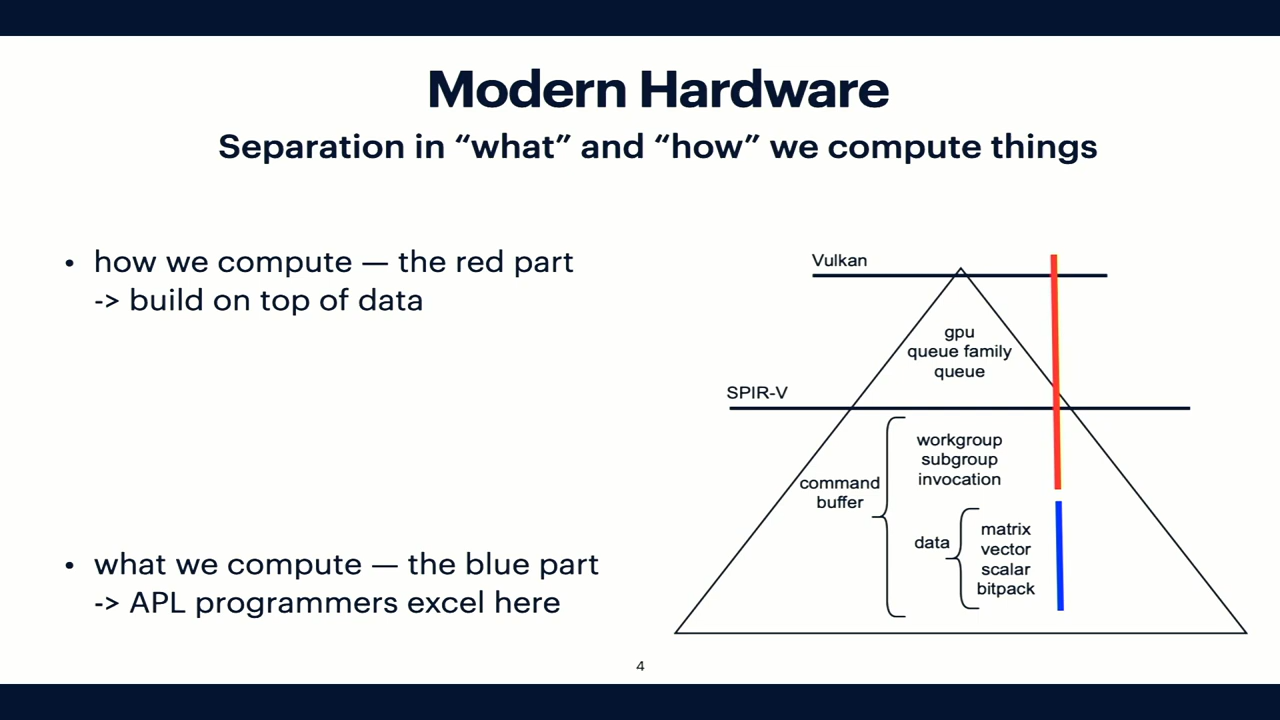 Modern Hardware
Separation in “what” and “how” we compute things
• how we compute — the red part
-> build on top of data
• what we compute — the blue part
-> APL programmers excel here
Vulkan
gpu
queue family
queue
SPIR-V
workgroup
subgroup
invocation
command
buffer
data
matrix
vector
scalar
bitpack
4